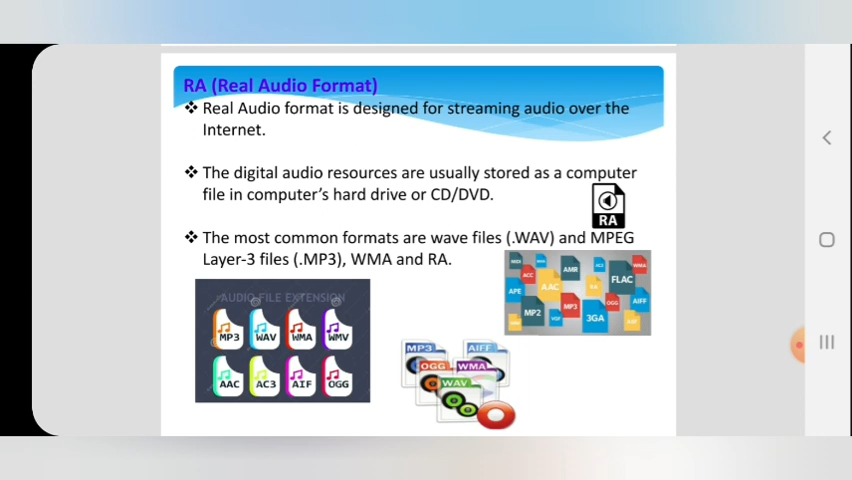 RA (Real Audio Format)
❖ Real Audio format is designed for streaming audio over the
Internet.
❖ The digital audio resources are usually stored as a computer
file in computer's hard drive or CD/DVD.
RA
❖ The most common formats are wave files (.WAV) and MPEG
Layer-3 files (.MP3), WMA and RA.
AUDIO FILE EXTENSION
MP3 WAV WMA WMV
AAC AC3 AIF OGG
AMR
WMA
ACC
FLAC
AAC
APE
OGG
AIFF
MP3
MP2
3GA
MP3 AIFF
OGG WMA
WAV